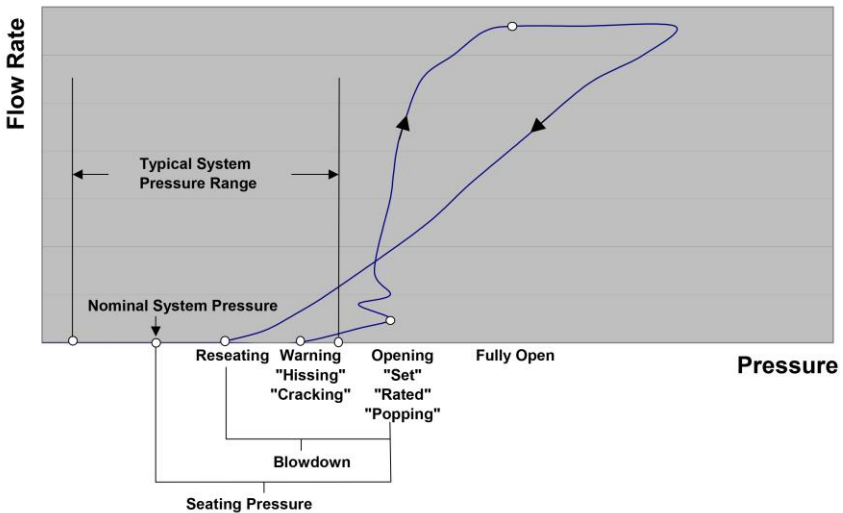 Flow Rate
Typical System
Pressure Range
Nominal System Pressure
Reseating
Warning
"Hissing"
"Cracking"
Opening
"Set"
"Rated"
"Popping"
Fully Open
Pressure
Blowdown
Seating Pressure